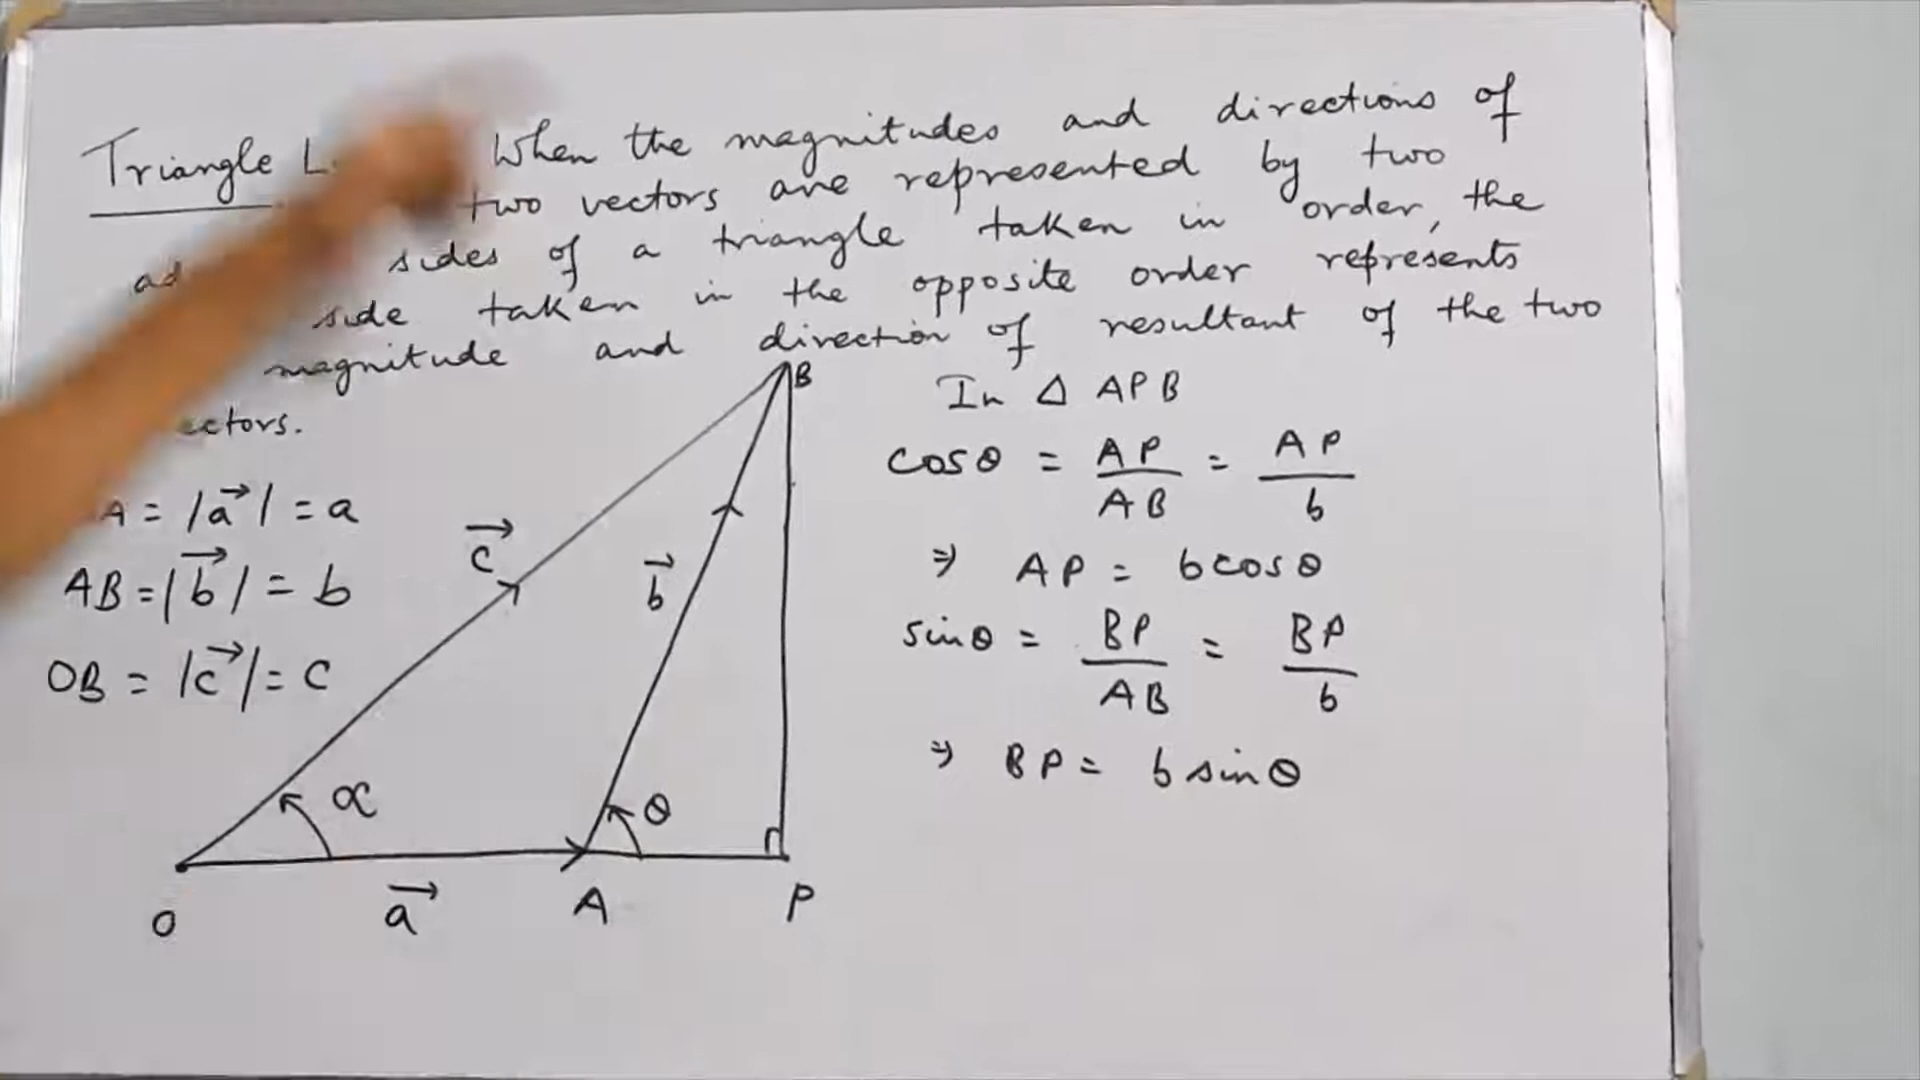 Triangle L
When the magnitudes and directions of
two vectors are represented by two
sides of a triangle taken in order, the
side taken in the opposite order represents
magnitude and direction of resultant of the two
ectors.
A = |a→| = a
AB = |b→| = b
OB = |c→| = c
c→
b→
B
α
θ
a→
O
A
P
In Δ APB
cosθ = AP/AB = AP/b
⇒ AP = b cosθ
sinθ = BP/AB = BP/b
⇒ BP = b sinθ